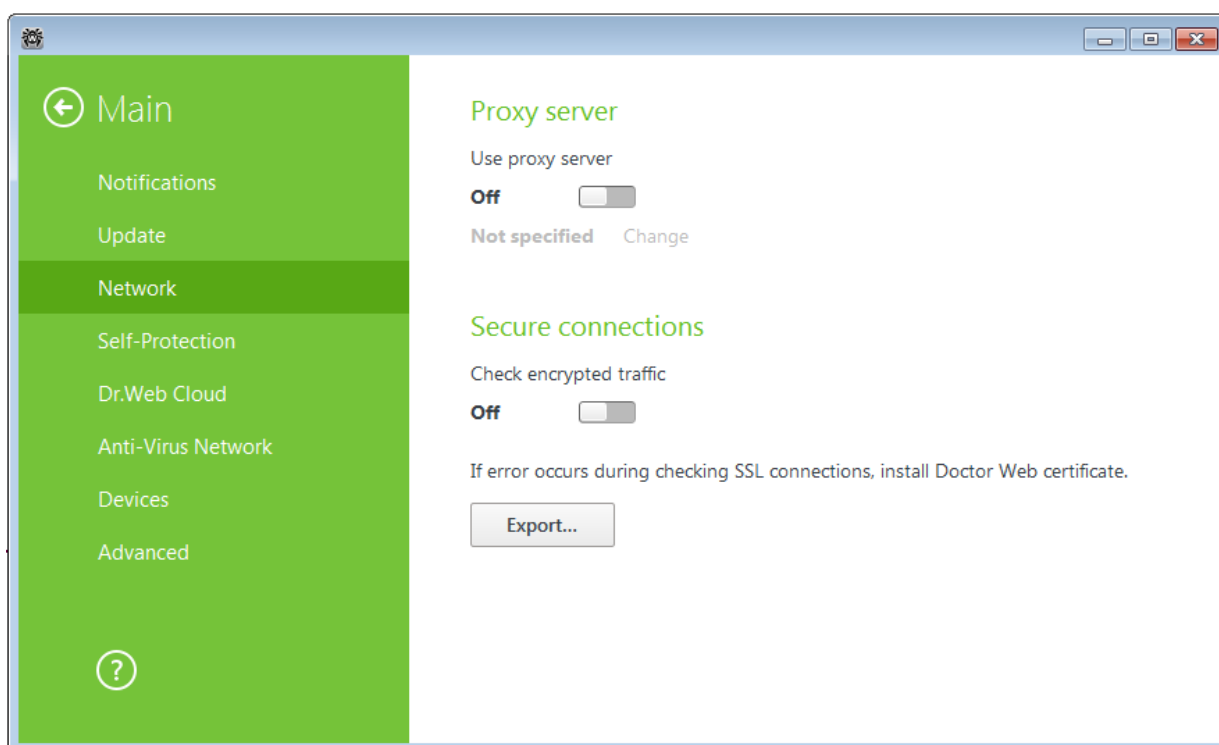 Main
Notifications
Update
Network
Self-Protection
Dr.Web Cloud
Anti-Virus Network
Devices
Advanced
?
Proxy server
Use proxy server
Off
Not specified Change
Secure connections
Check encrypted traffic
Off
If error occurs during checking SSL connections, install Doctor Web certificate.
Export...